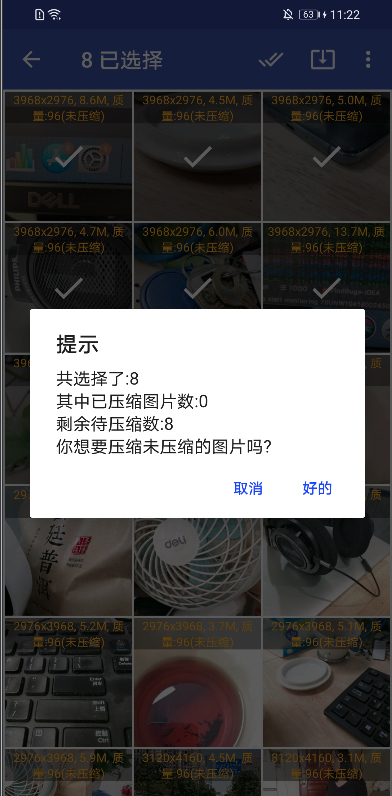 63
11:22
8 已选择
3968x2976, 8.6M, 质
量:96(未压缩)
3968x2976, 4.5M, 质
量:96(未压缩)
3968x2976, 5.0M, 质
量:96(未压缩)
DELL
3968x2976, 4.7M, 质
量:96(未压缩)
3968x2976, 6.0M, 质
量:96(未压缩)
3968x2976, 13.7M, 质
量:96(未压缩)
PHILIPS
提示
共选择了:8
其中已压缩图片数:0
剩余待压缩数:8
你想要压缩未压缩的图片吗?
取消
好的
廷
普
deli
2976x3968, 5.2M, 质
量:96(未压缩)
2976x3968, 3.7M, 质
量:96(未压缩)
2976x3968, 5.1M, 质
量:96(未压缩)
2976x3968, 5.9M, 质
量:96(未压缩)
3120x4160, 4.5M, 质
量:96(未压缩)
3120x4160, 3.1M, 质
量:96(未压缩)